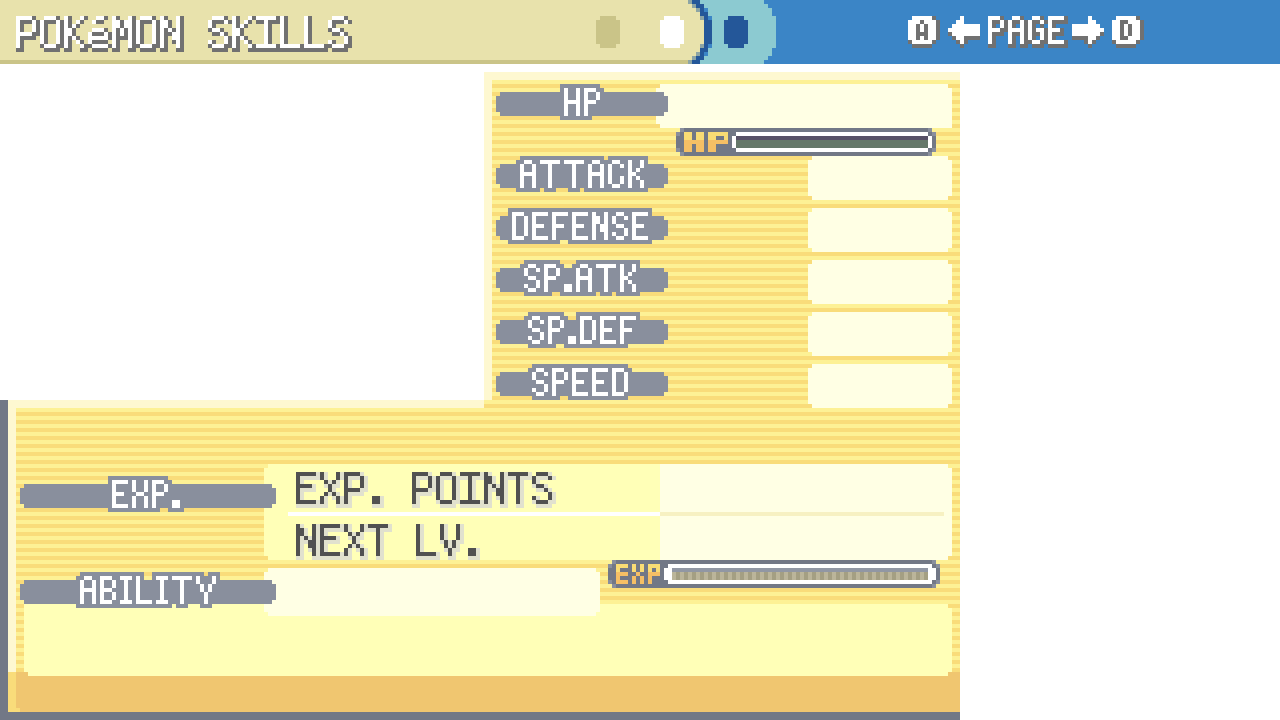 POKéMON SKILLS
A ← PAGE → D
HP
HP
ATTACK
DEFENSE
SP.ATK
SP.DEF
SPEED
EXP.
EXP. POINTS
NEXT LV.
EXP
ABILITY